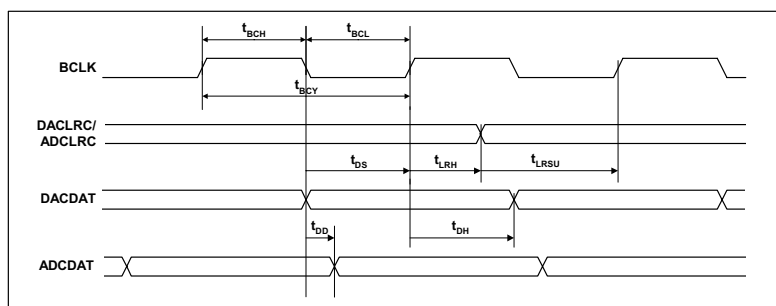 tBCH
tBCL
BCLK
tBCY
DACLRC/
ADCLRC
tDS
tLRH
tLRSU
DACDAT
tDD
tDH
ADCDAT